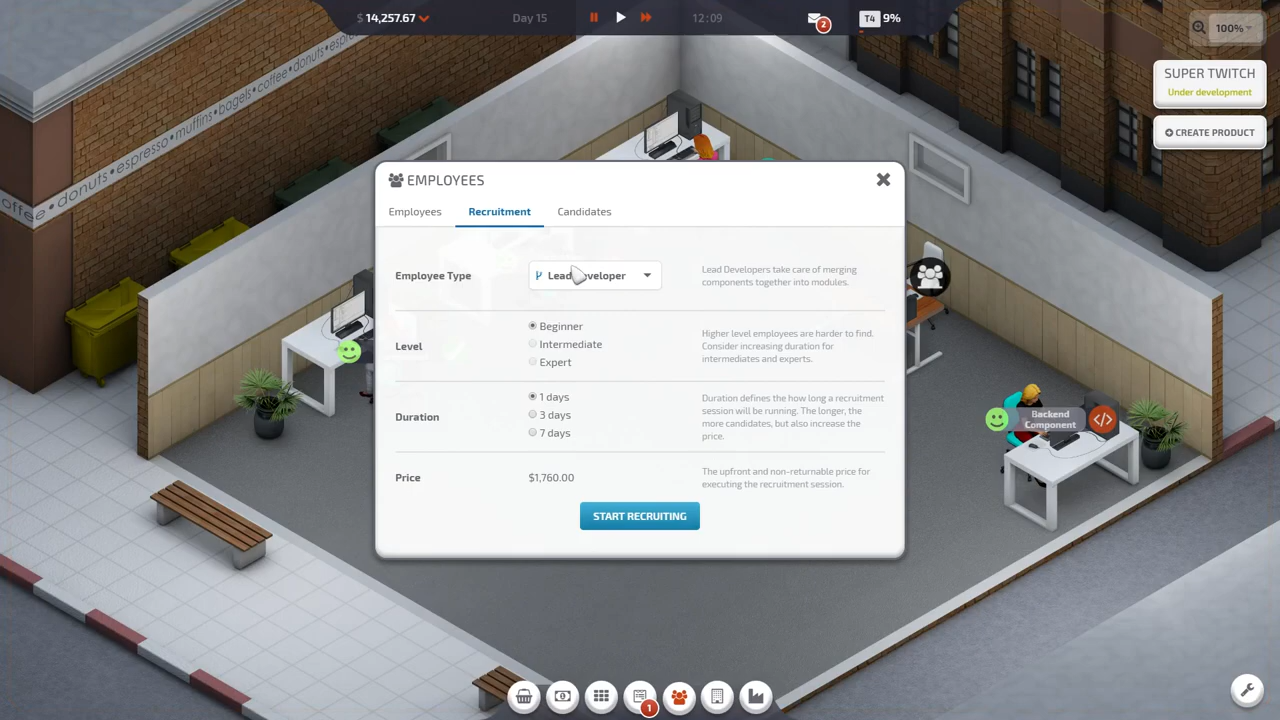 $ 14,257.67
Day 15
12:09
2
T4 9%
100%
SUPER TWITCH
Under development
CREATE PRODUCT
coffee • donuts • espresso • muffins • bagels • coffee • donuts • espr
EMPLOYEES
Employees
Recruitment
Candidates
Employee Type
Lead Developer
Lead Developers take care of merging
components together into modules.
Level
Beginner
Intermediate
Expert
Higher level employees are harder to find.
Consider increasing duration for
intermediates and experts.
Duration
1 days
3 days
7 days
Duration defines the how long a recruitment
session will be running. The longer, the
more candidates, but also increase the
price.
Price
$1,760.00
The upfront and non-returnable price for
executing the recruitment session.
START RECRUITING
Backend
Component
</>
1